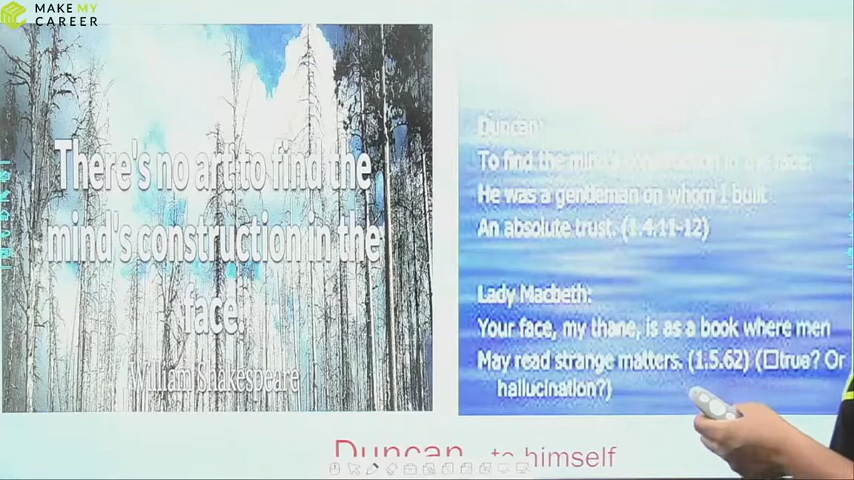 MAKE MY
CAREER
There's no art to find the
mind's construction in the
face.
William Shakespeare
Duncan:
To find the mind's construction in the face.
He was a gentleman on whom I built
An absolute trust. (1.4.11-12)
Lady Macbeth:
Your face, my thane, is as a book where men
May read strange matters. (1.5.62) (□true? Or
hallucination?)
Duncan to himself